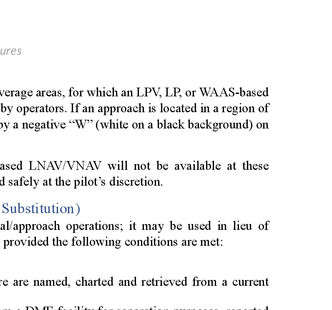 ures
verage areas, for which an LPV, LP, or WAAS-based
by operators. If an approach is located in a region of
by a negative “W” (white on a black background) on
ased LNAV/VNAV will not be available at these
d safely at the pilot’s discretion.
Substitution)
al/approach operations; it may be used in lieu of
provided the following conditions are met:
re are named, charted and retrieved from a current